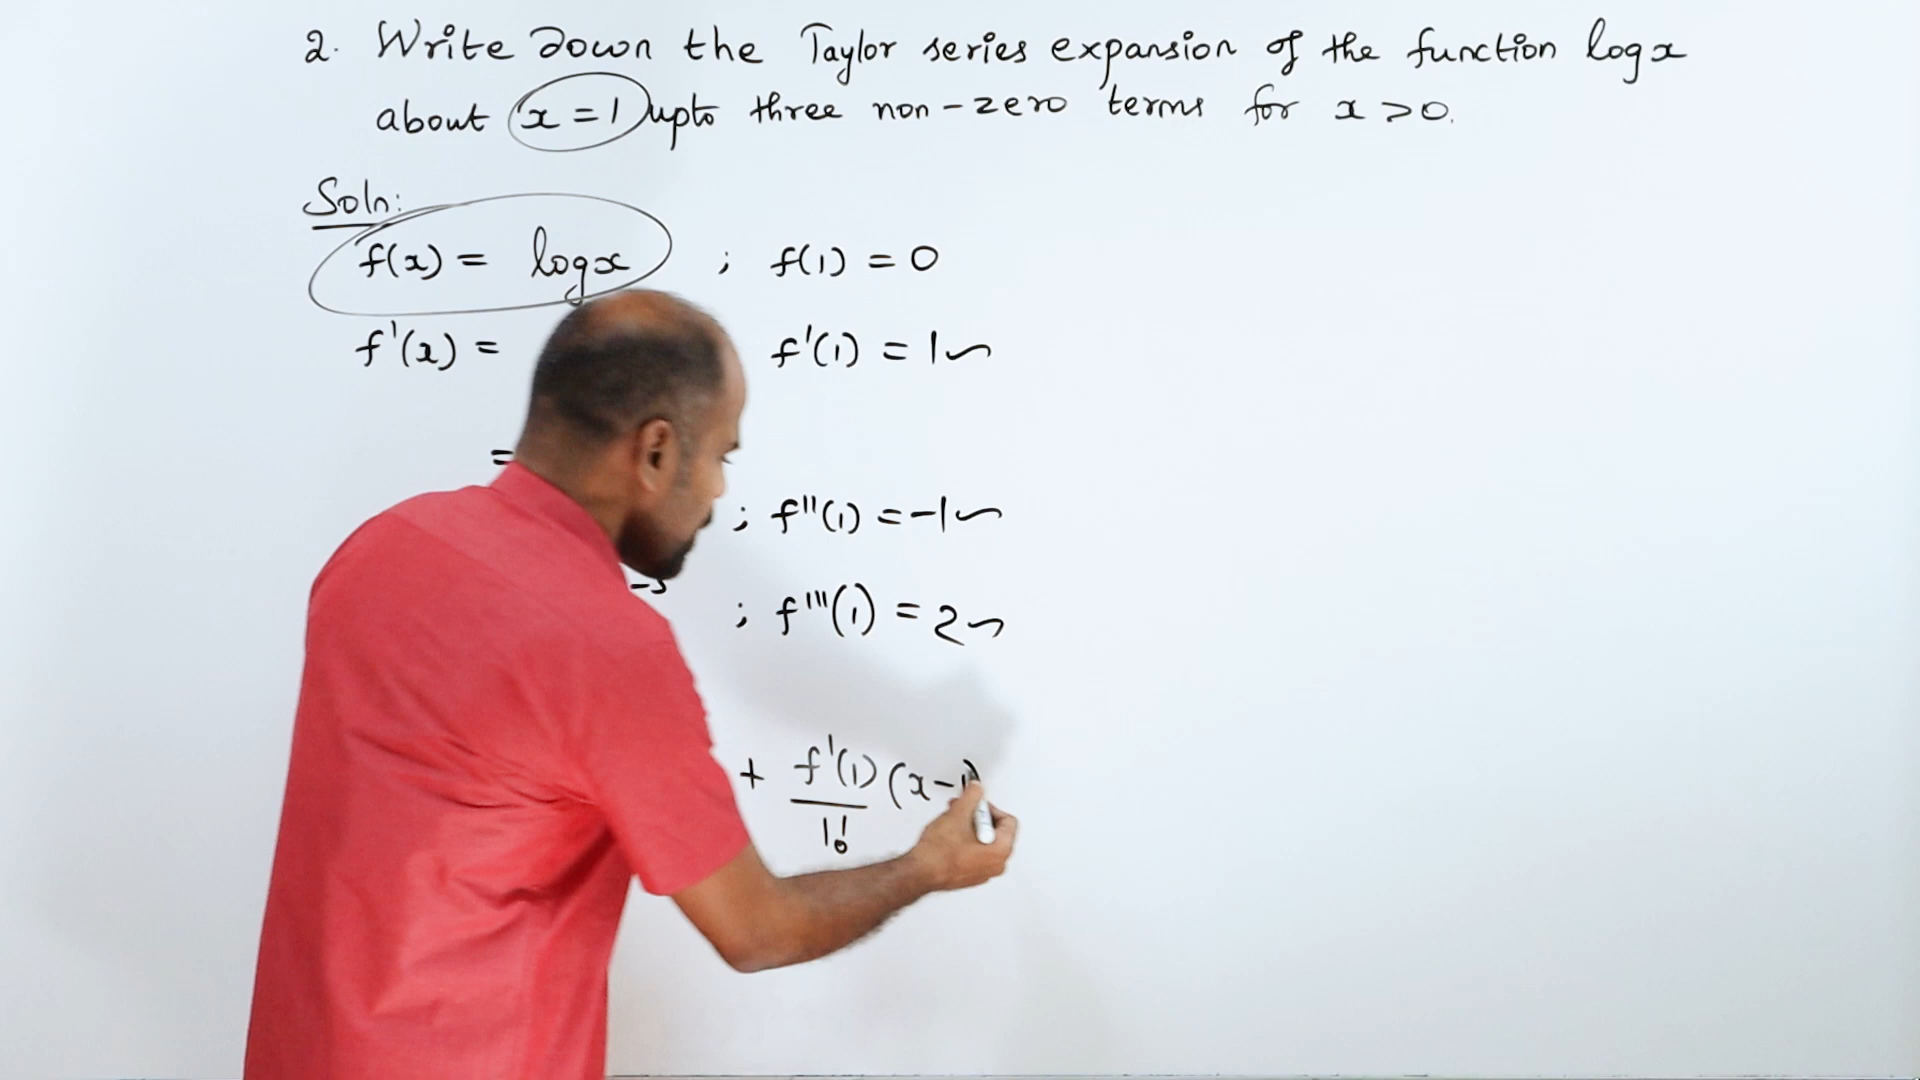 2. Write down the Taylor series expansion of the function log x
about x = 1 upto three non-zero terms for x > 0.
Soln:
f(x) = log x ; f(1) = 0
f'(x) = f'(1) = 1
=
; f''(1) = -1
-3 ; f'''(1) = 2
+ f'(1)/1! (x-1)